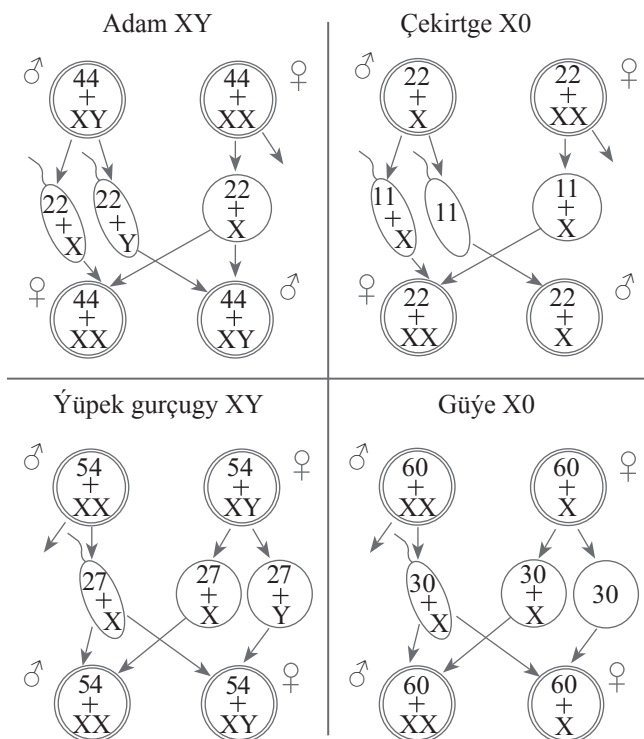 Adam XY
♂ 44 + XY
44 + XX ♀
22 + X
22 + Y
22 + X
♀ 44 + XX
44 + XY ♂
Çekirtge X0
♂ 22 + X
22 + XX ♀
11 + X
11
11 + X
♀ 22 + XX
22 + X ♂
Ýüpek gurçugy XY
♂ 54 + XX
54 + XY ♀
27 + X
27 + X
27 + Y
♂ 54 + XX
54 + XY ♀
Güýe X0
♂ 60 + XX
60 + X ♀
30 + X
30 + X
30
♂ 60 + XX
60 + X ♀